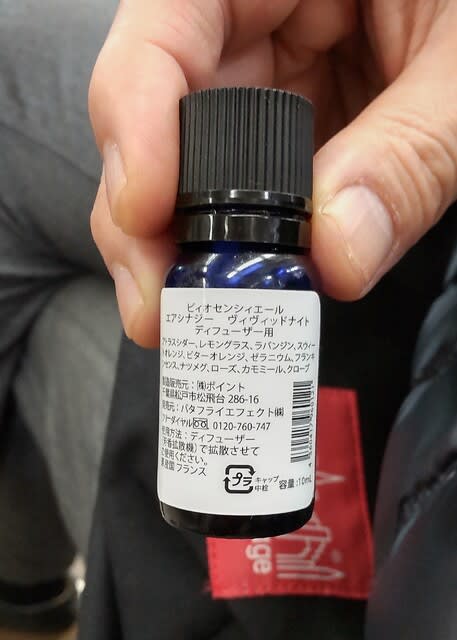 ビィオセンシィエール
エアシナジー　ヴィヴィッドナイト
ディフューザー用
アトラスシダー、レモングラス、ラバンジン、スウィー
トオレンジ、ビターオレンジ、ゼラニウム、フランキ
ンセンス、ナツメグ、ローズ、カモミール、クローブ
製造販売元：㈱ポイント
千葉県松戸市松飛台 286-16
発売元：バタフライエフェクト㈱
フリーダイヤル 0120-760-747
使用方法：ディフューザー
（芳香拡散機）で拡散させて
ご使用ください。
原産国 フランス
プラ
キャップ
中栓
容量：10mL